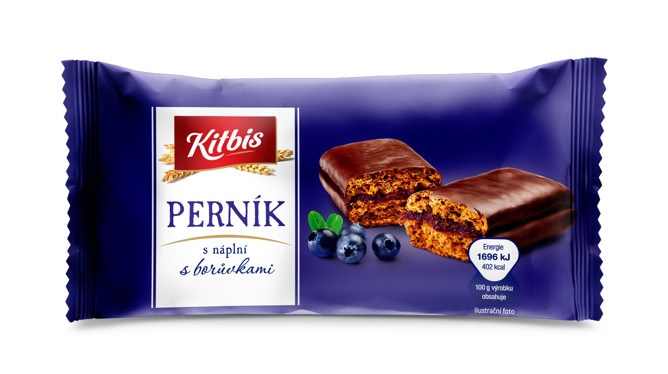 Kitbis
PERNÍK
s náplní
s borůvkami
Energie
1696 kJ
402 kcal
100 g výrobku
obsahuje
Ilustrační foto